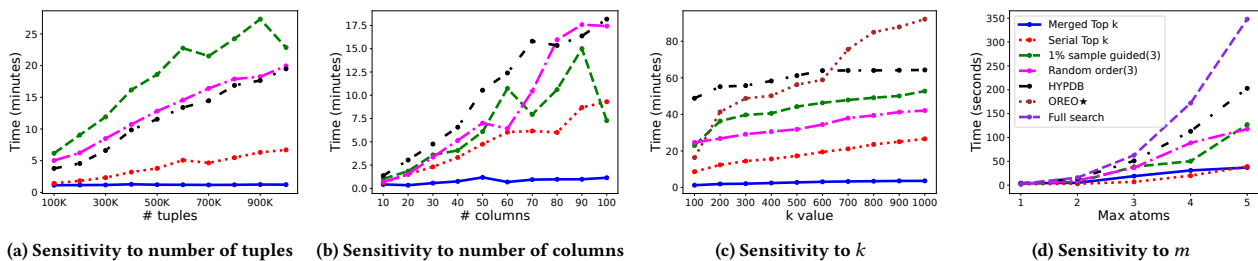 Time (minutes)
25
20
15
10
5
0
100K 300K 500K 700K 900K
# tuples
(a) Sensitivity to number of tuples
Time (minutes)
17.5
15.0
12.5
10.0
7.5
5.0
2.5
0.0
10 20 30 40 50 60 70 80 90 100
# columns
(b) Sensitivity to number of columns
Time (minutes)
80
60
40
20
0
100 200 300 400 500 600 700 800 900 1000
k value
(c) Sensitivity to k
Time (seconds)
350
300
250
200
150
100
50
0
Merged Top k
Serial Top k
1% sample guided(3)
Random order(3)
HYPDB
OREO★
Full search
1 2 3 4 5
Max atoms
(d) Sensitivity to m